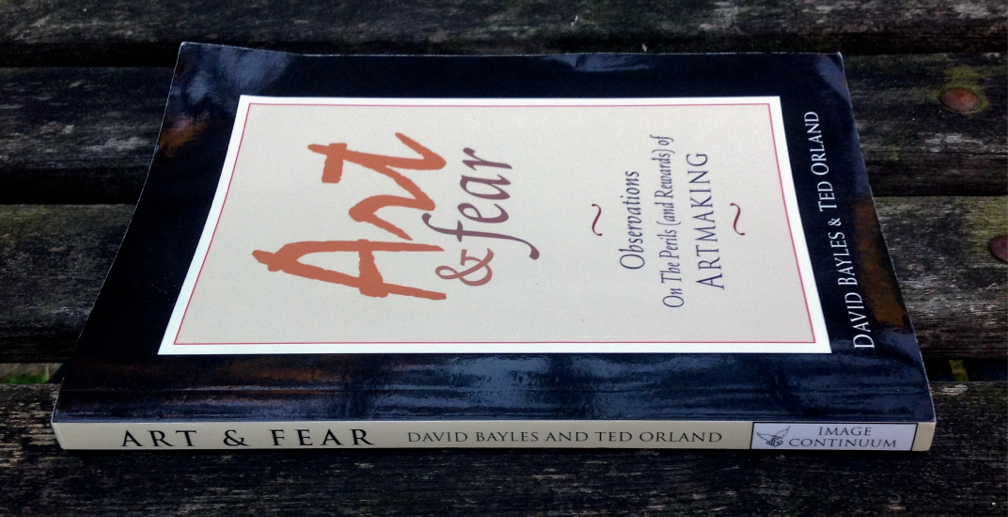 Art
& fear
~
Observations
On The Perils (and Rewards) of
ARTMAKING
~
DAVID BAYLES & TED ORLAND
ART & FEAR DAVID BAYLES AND TED ORLAND
IMAGE
CONTINUUM